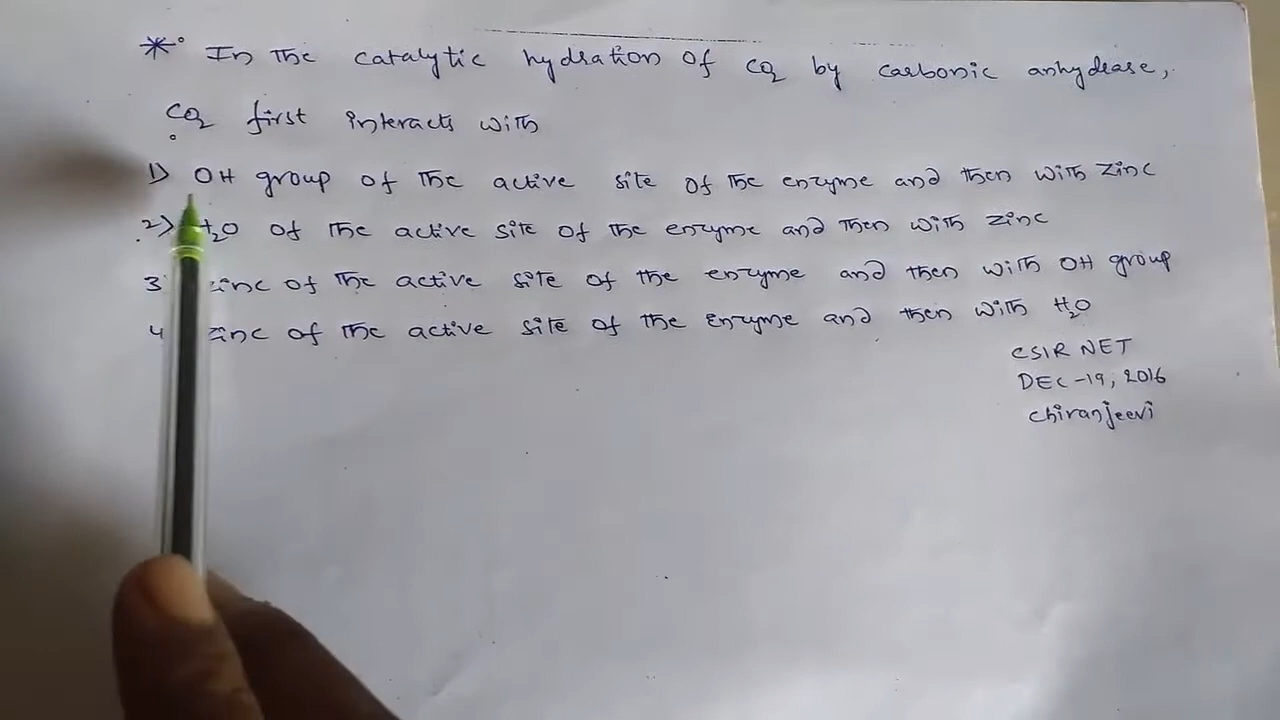 * In The catalytic hydration of CO2 by carbonic anhydrase,
CO2 first interacts with
1) OH group of The active site of The enzyme and then with zinc
2) H2O of The active site of the enzyme and then with zinc
3 zinc of The active site of the enzyme and then with OH group
4 zinc of The active site of the Enzyme and then with H2O
CSIR NET
DEC-19, 2016
chiranjeevi